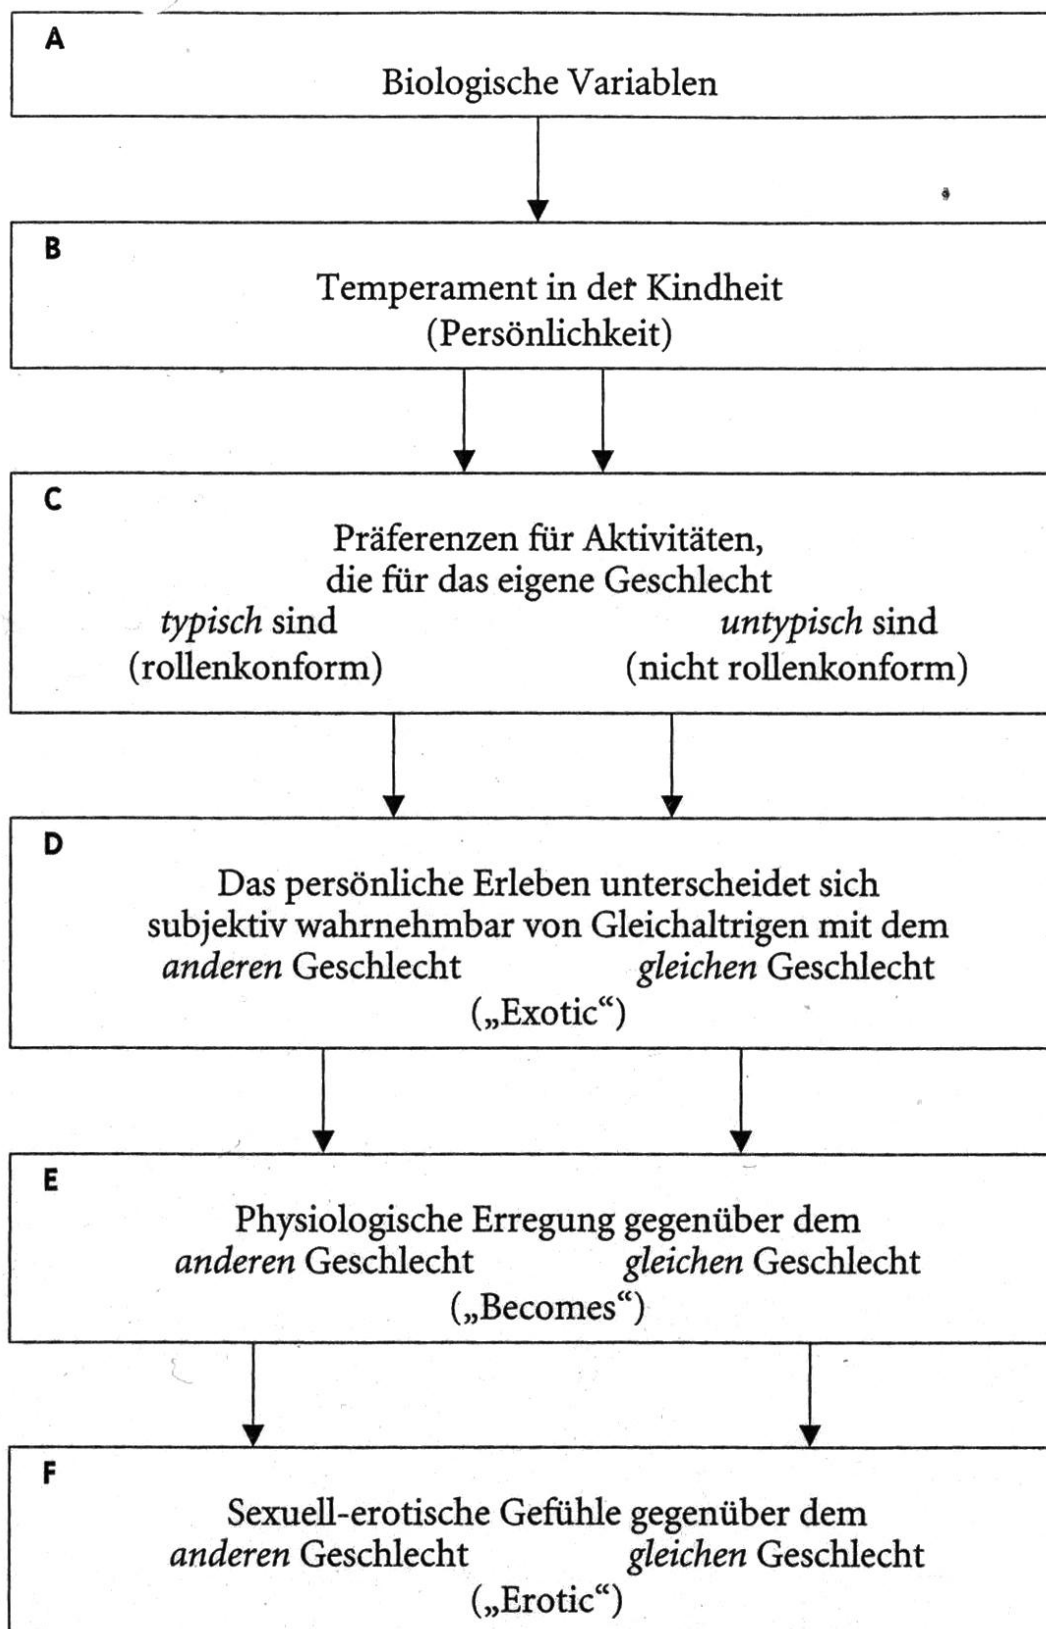 A
Biologische Variablen
B
Temperament in der Kindheit
(Persönlichkeit)
C
Präferenzen für Aktivitäten,
die für das eigene Geschlecht
typisch sind untypisch sind
(rollenkonform) (nicht rollenkonform)
D
Das persönliche Erleben unterscheidet sich
subjektiv wahrnehmbar von Gleichaltrigen mit dem
anderen Geschlecht gleichen Geschlecht
(„Exotic“)
E
Physiologische Erregung gegenüber dem
anderen Geschlecht gleichen Geschlecht
(„Becomes“)
F
Sexuell-erotische Gefühle gegenüber dem
anderen Geschlecht gleichen Geschlecht
(„Erotic“)